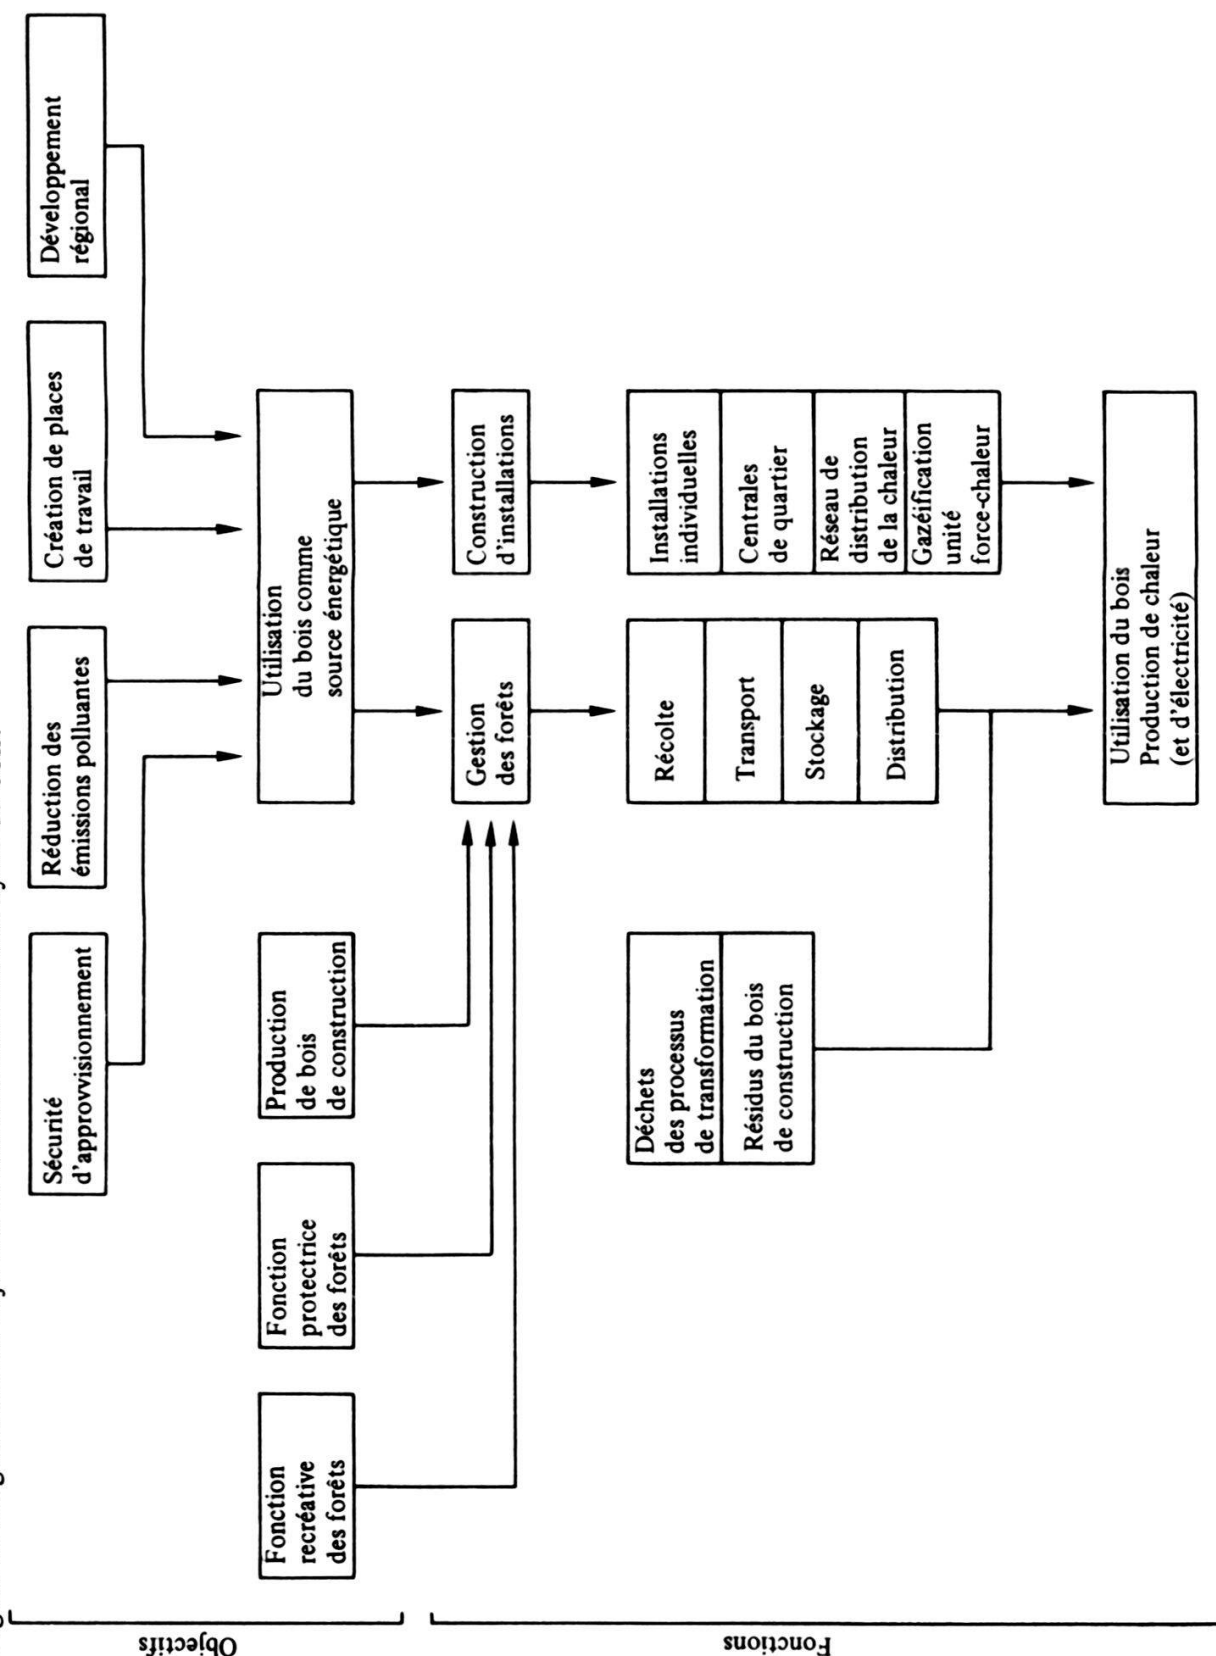 Sécurité
d'approvvisionnement
Réduction des
émissions polluantes
Création de places
de travail
Développement
régional
Fonction
recréative
des forêts
Fonction
protectrice
des forêts
Production
de bois
de construction
Utilisation
du bois comme
source énergétique
Gestion
des forêts
Construction
d'installations
Déchets
des processus
de transformation
Résidus du bois
de construction
Récolte
Transport
Stockage
Distribution
Installations
individuelles
Centrales
de quartier
Réseau de
distribution
de la chaleur
Gazéification
unité
force-chaleur
Utilisation du bois
Production de chaleur
(et d'électricité)
Objectifs
Fonctions